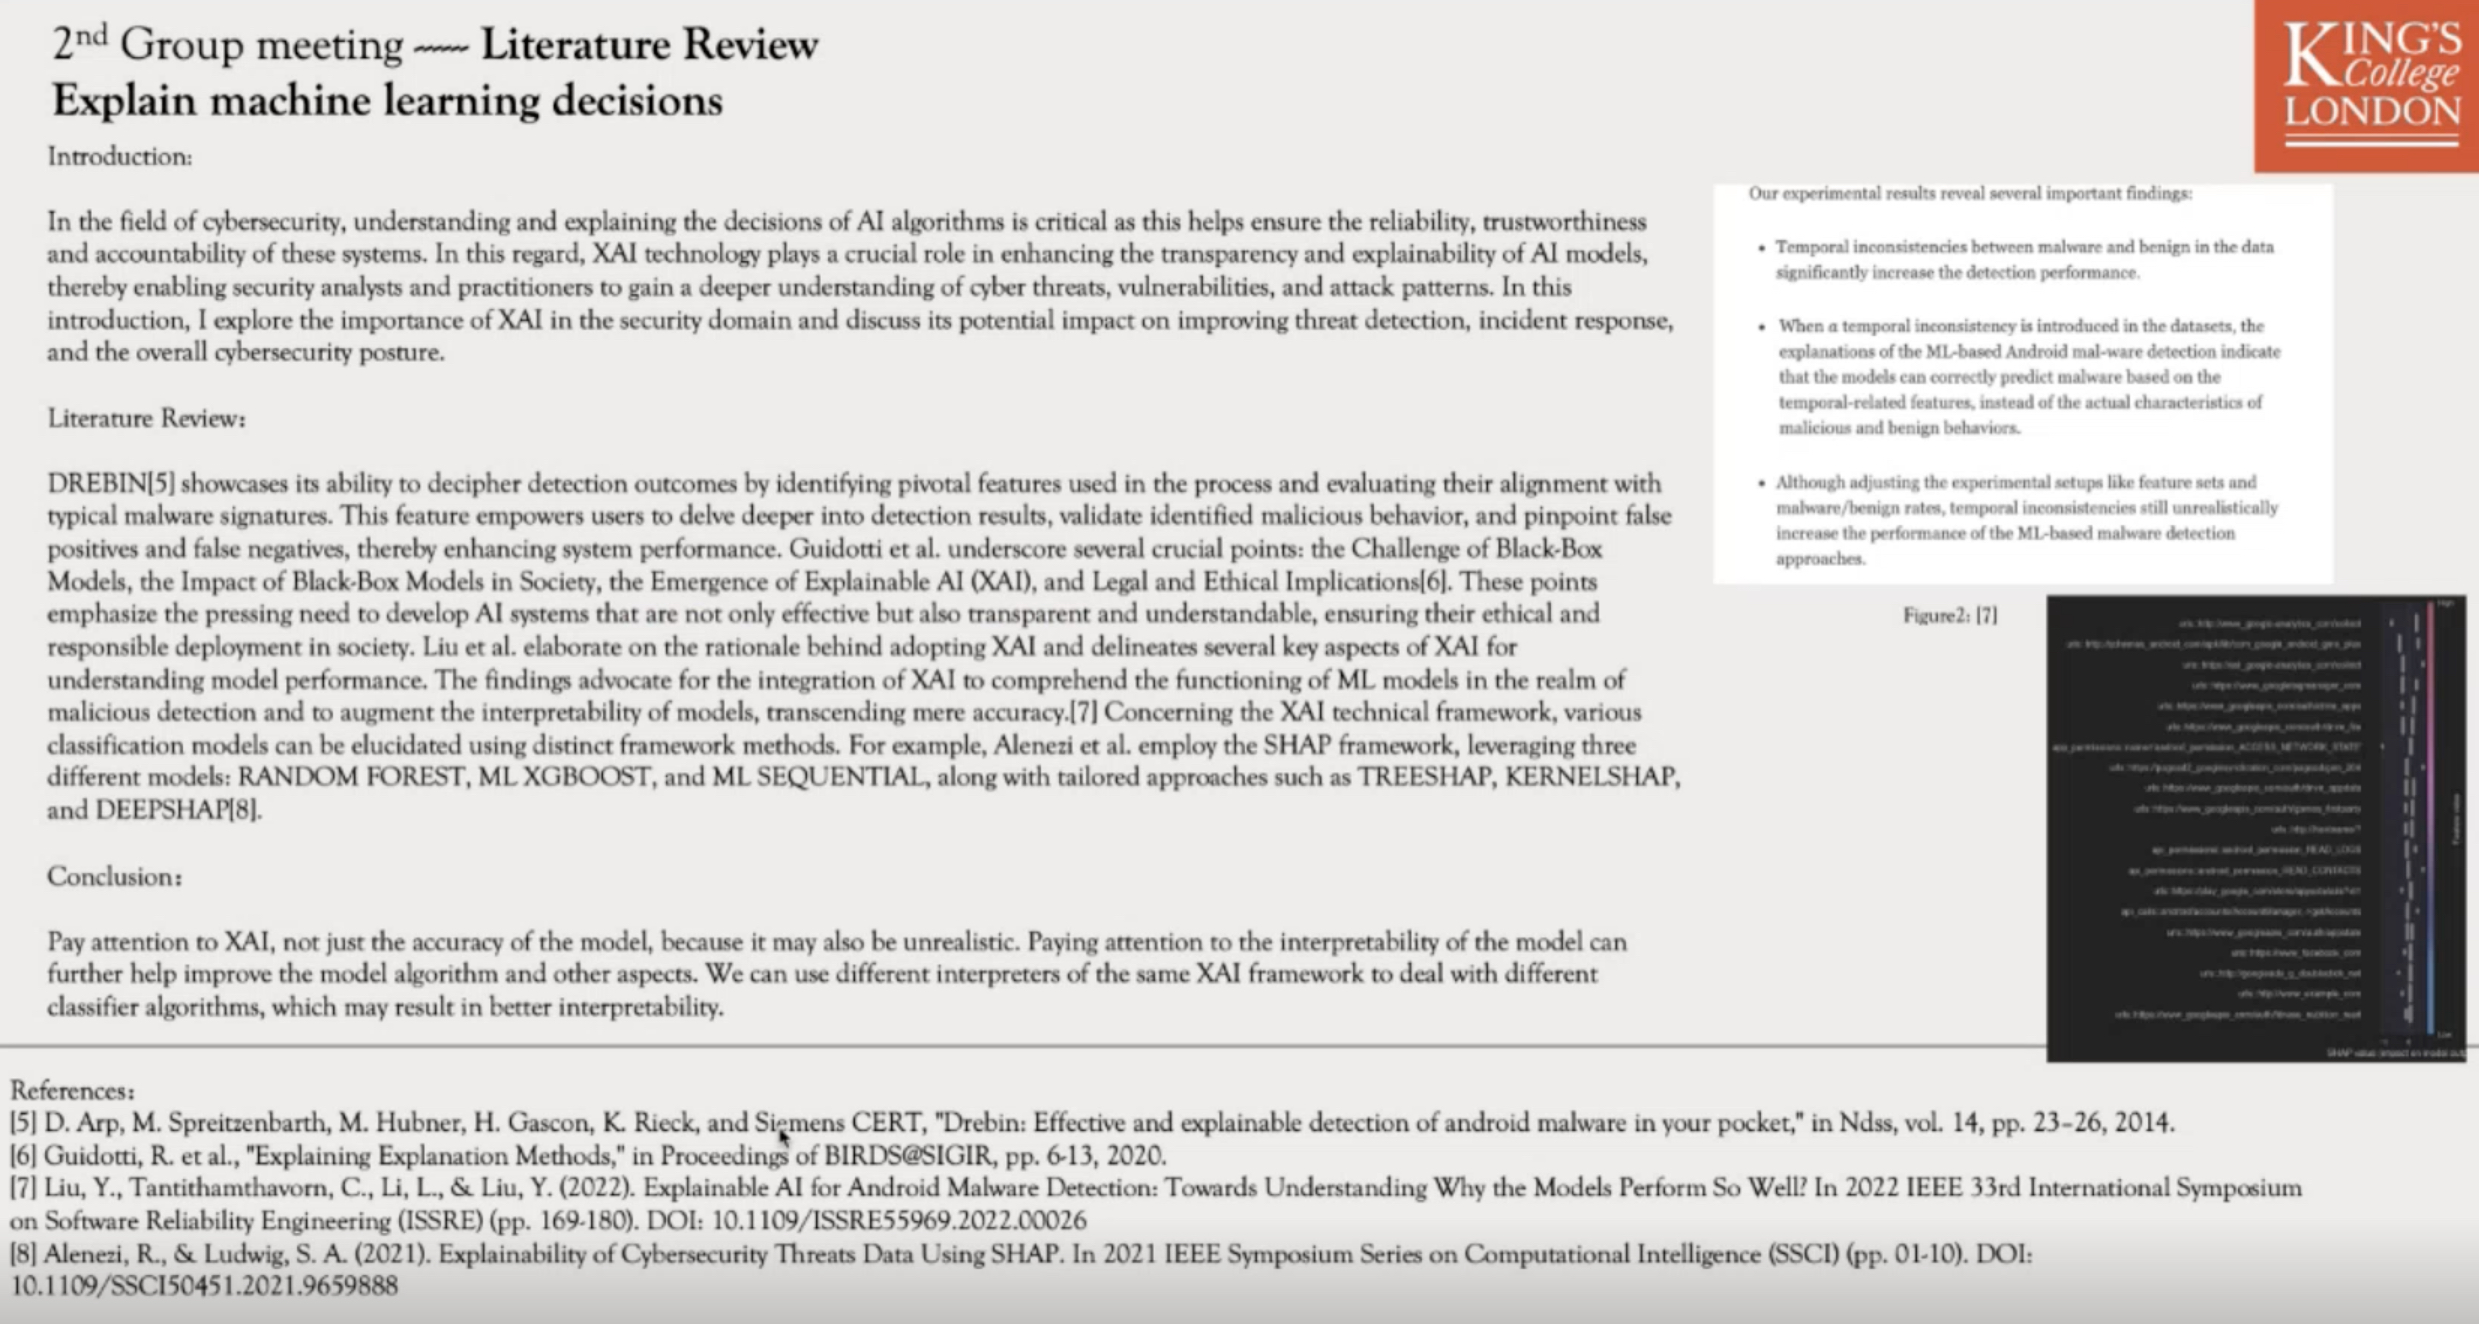 2nd Group meeting ~~~ Literature Review
Explain machine learning decisions
KING'S
College
LONDON
Introduction:
In the field of cybersecurity, understanding and explaining the decisions of AI algorithms is critical as this helps ensure the reliability, trustworthiness
and accountability of these systems. In this regard, XAI technology plays a crucial role in enhancing the transparency and explainability of AI models,
thereby enabling security analysts and practitioners to gain a deeper understanding of cyber threats, vulnerabilities, and attack patterns. In this
introduction, I explore the importance of XAI in the security domain and discuss its potential impact on improving threat detection, incident response,
and the overall cybersecurity posture.
Literature Review:
DREBIN[5] showcases its ability to decipher detection outcomes by identifying pivotal features used in the process and evaluating their alignment with
typical malware signatures. This feature empowers users to delve deeper into detection results, validate identified malicious behavior, and pinpoint false
positives and false negatives, thereby enhancing system performance. Guidotti et al. underscore several crucial points: the Challenge of Black-Box
Models, the Impact of Black-Box Models in Society, the Emergence of Explainable AI (XAI), and Legal and Ethical Implications[6]. These points
emphasize the pressing need to develop AI systems that are not only effective but also transparent and understandable, ensuring their ethical and
responsible deployment in society. Liu et al. elaborate on the rationale behind adopting XAI and delineates several key aspects of XAI for
understanding model performance. The findings advocate for the integration of XAI to comprehend the functioning of ML models in the realm of
malicious detection and to augment the interpretability of models, transcending mere accuracy.[7] Concerning the XAI technical framework, various
classification models can be elucidated using distinct framework methods. For example, Alenezi et al. employ the SHAP framework, leveraging three
different models: RANDOM FOREST, ML XGBOOST, and ML SEQUENTIAL, along with tailored approaches such as TREESHAP, KERNELSHAP,
and DEEPSHAP[8].
Conclusion:
Pay attention to XAI, not just the accuracy of the model, because it may also be unrealistic. Paying attention to the interpretability of the model can
further help improve the model algorithm and other aspects. We can use different interpreters of the same XAI framework to deal with different
classifier algorithms, which may result in better interpretability.
Our experimental results reveal several important findings:
• Temporal inconsistencies between malware and benign in the data
significantly increase the detection performance.
• When a temporal inconsistency is introduced in the datasets, the
explanations of the ML-based Android mal-ware detection indicate
that the models can correctly predict malware based on the
temporal-related features, instead of the actual characteristics of
malicious and benign behaviors.
• Although adjusting the experimental setups like feature sets and
malware/benign rates, temporal inconsistencies still unrealistically
increase the performance of the ML-based malware detection
approaches.
Figure2: [7]
References:
[5] D. Arp, M. Spreitzenbarth, M. Hubner, H. Gascon, K. Rieck, and Siemens CERT, "Drebin: Effective and explainable detection of android malware in your pocket," in Ndss, vol. 14, pp. 23–26, 2014.
[6] Guidotti, R. et al., "Explaining Explanation Methods," in Proceedings of BIRDS@SIGIR, pp. 6-13, 2020.
[7] Liu, Y., Tantithamthavorn, C., Li, L., & Liu, Y. (2022). Explainable AI for Android Malware Detection: Towards Understanding Why the Models Perform So Well? In 2022 IEEE 33rd International Symposium
on Software Reliability Engineering (ISSRE) (pp. 169-180). DOI: 10.1109/ISSRE55969.2022.00026
[8] Alenezi, R., & Ludwig, S. A. (2021). Explainability of Cybersecurity Threats Data Using SHAP. In 2021 IEEE Symposium Series on Computational Intelligence (SSCI) (pp. 01-10). DOI:
10.1109/SSCI50451.2021.9659888